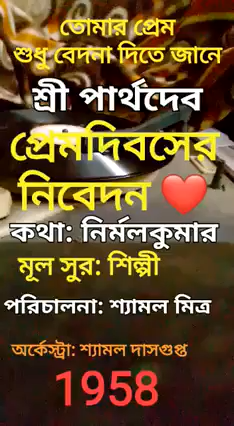 তোমার প্রেম
শুধু বেদনা দিতে জানে
শ্রী পার্থদেব
প্রেমদিবসের
নিবেদন ❤️
কথা: নির্মলকুমার
মূল সুর: শিল্পী
পরিচালনা: শ্যামল মিত্র
অর্কেস্ট্রা: শ্যামল দাসগুপ্ত
1958